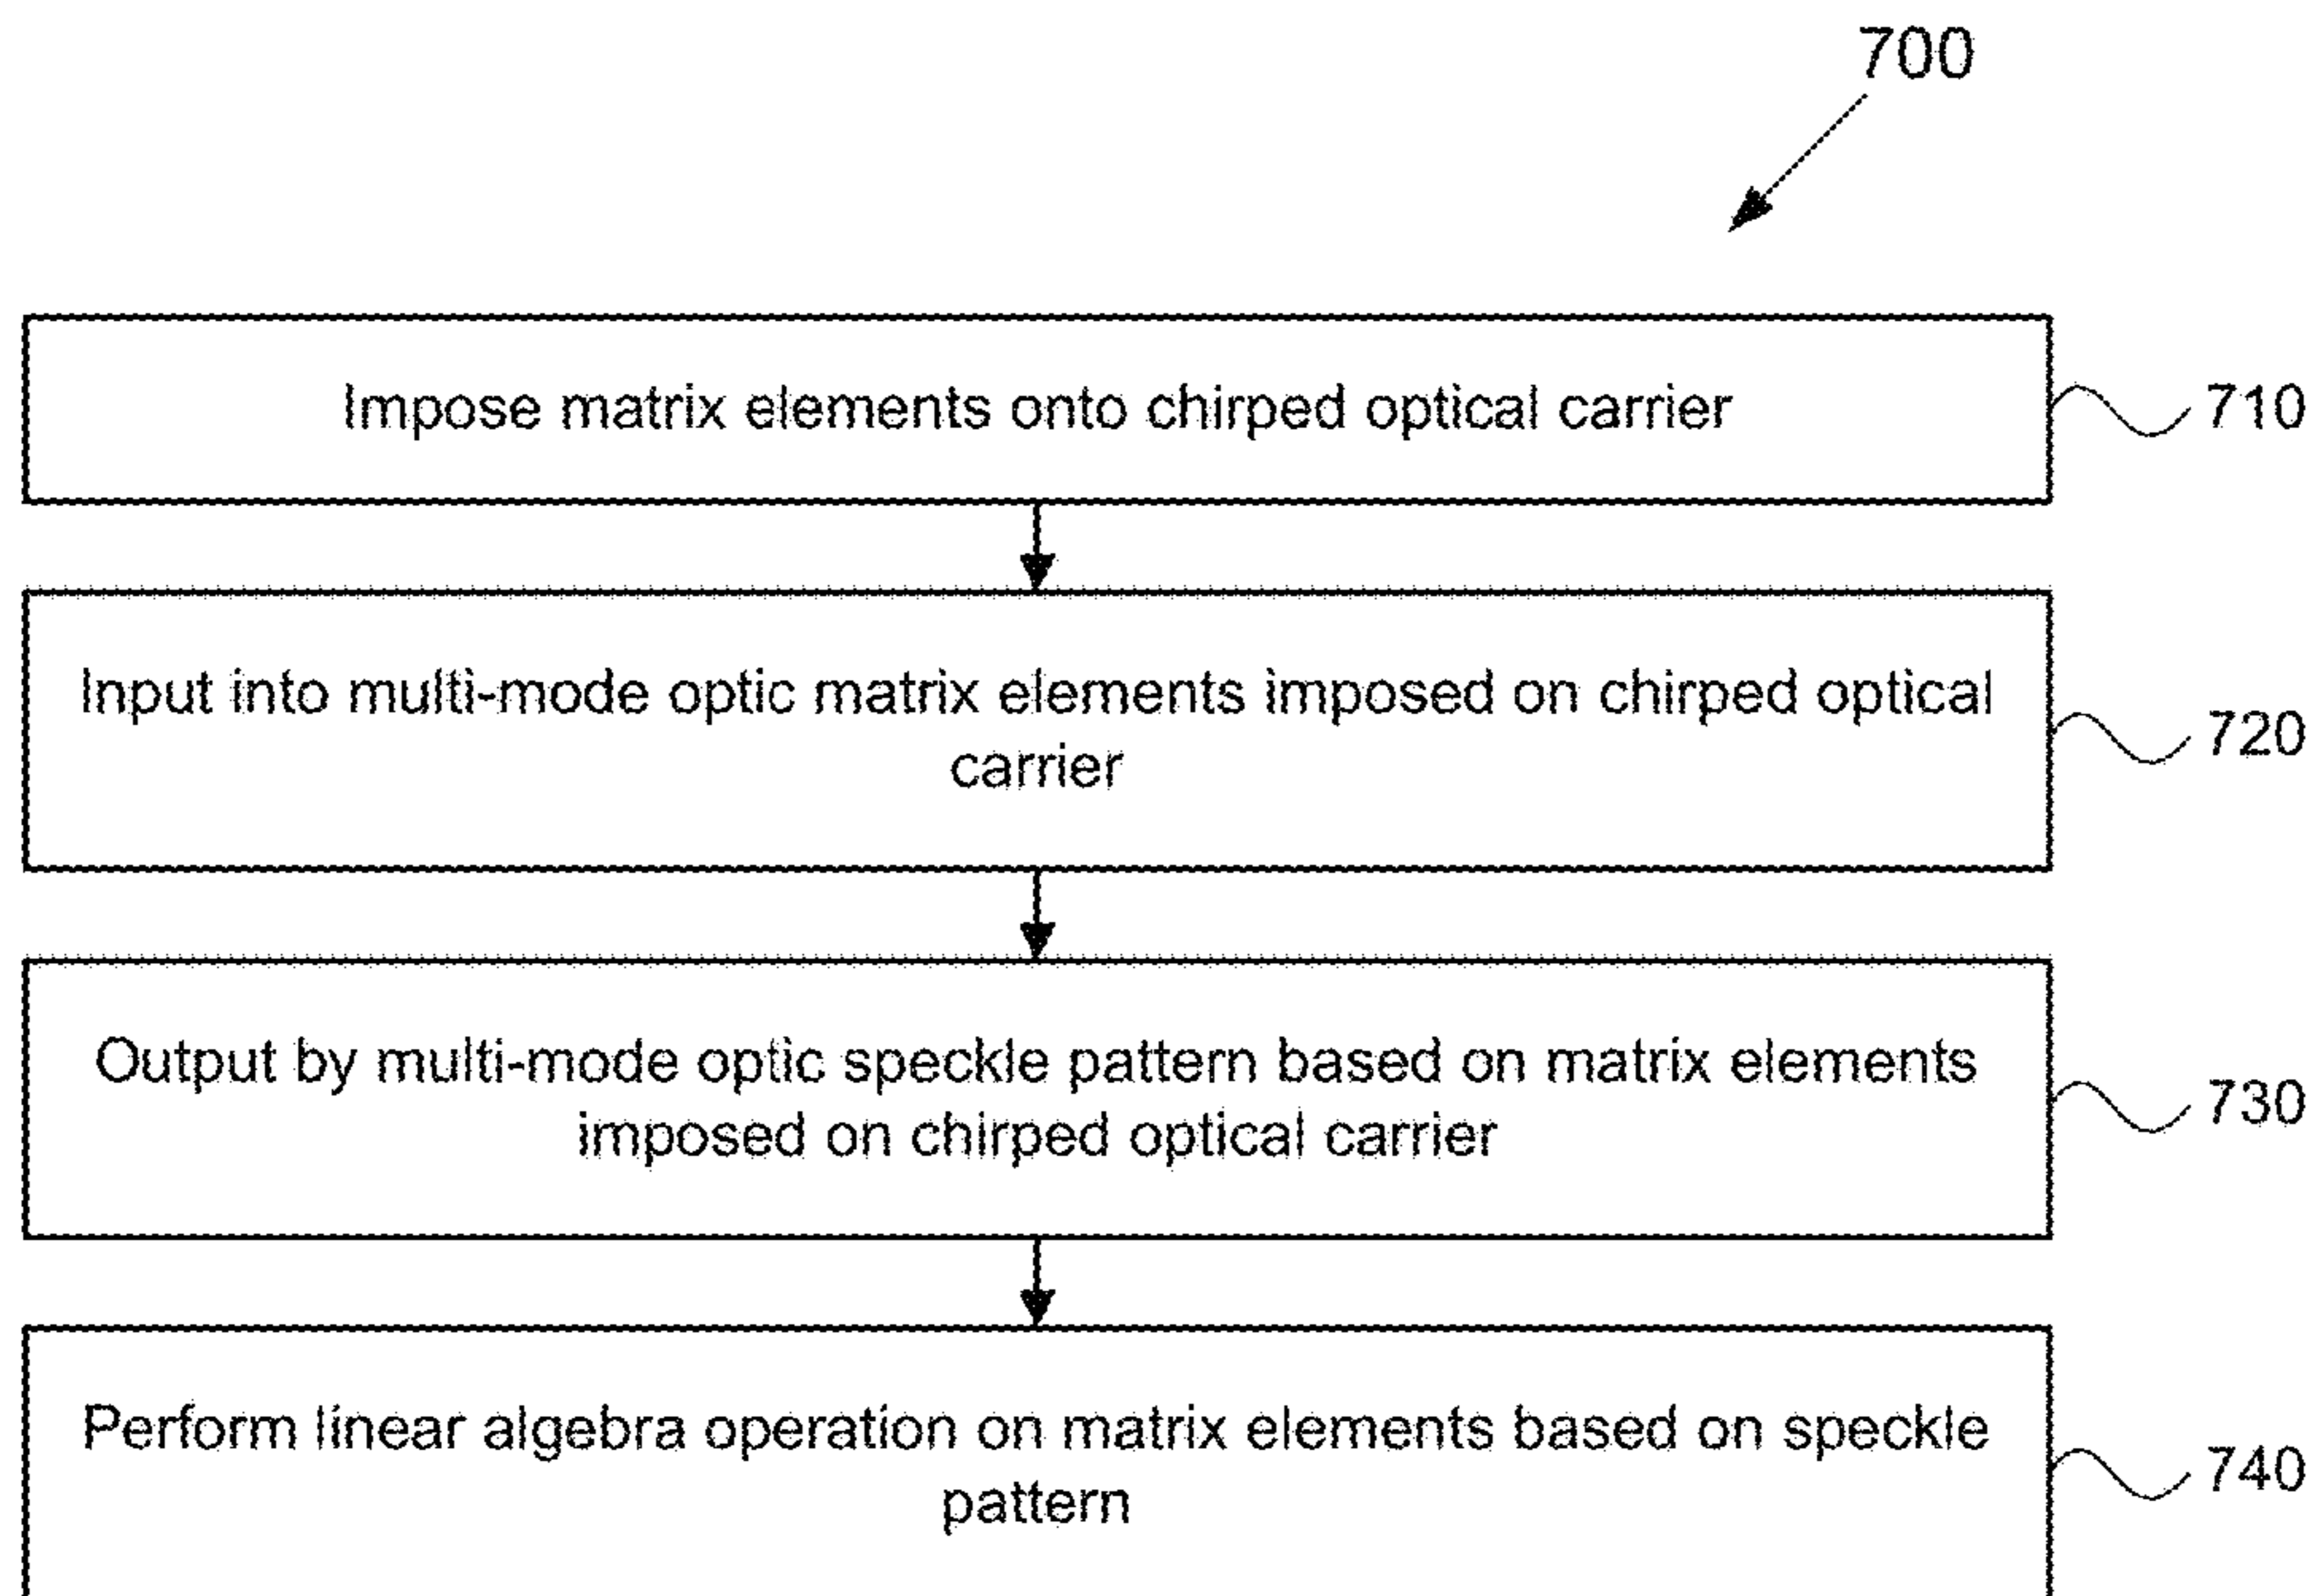 700
Impose matrix elements onto chirped optical carrier
710
Input into multi-mode optic matrix elements imposed on chirped optical
carrier
720
Output by multi-mode optic speckle pattern based on matrix elements
imposed on chirped optical carrier
730
Perform linear algebra operation on matrix elements based on speckle
pattern
740